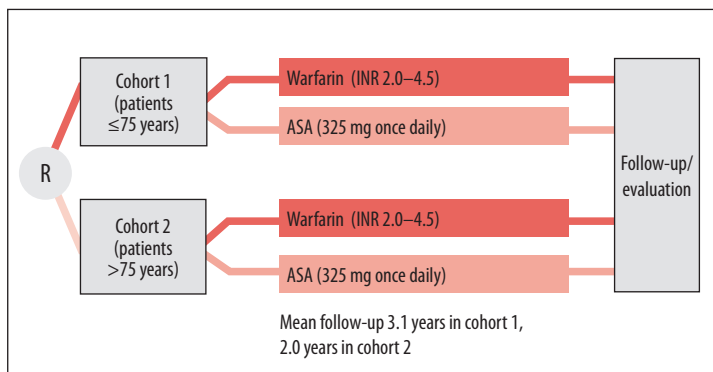 R
Cohort 1
(patients
≤75 years)
Warfarin (INR 2.0–4.5)
ASA (325 mg once daily)
Cohort 2
(patients
>75 years)
Warfarin (INR 2.0–4.5)
ASA (325 mg once daily)
Follow-up/
evaluation
Mean follow-up 3.1 years in cohort 1,
2.0 years in cohort 2